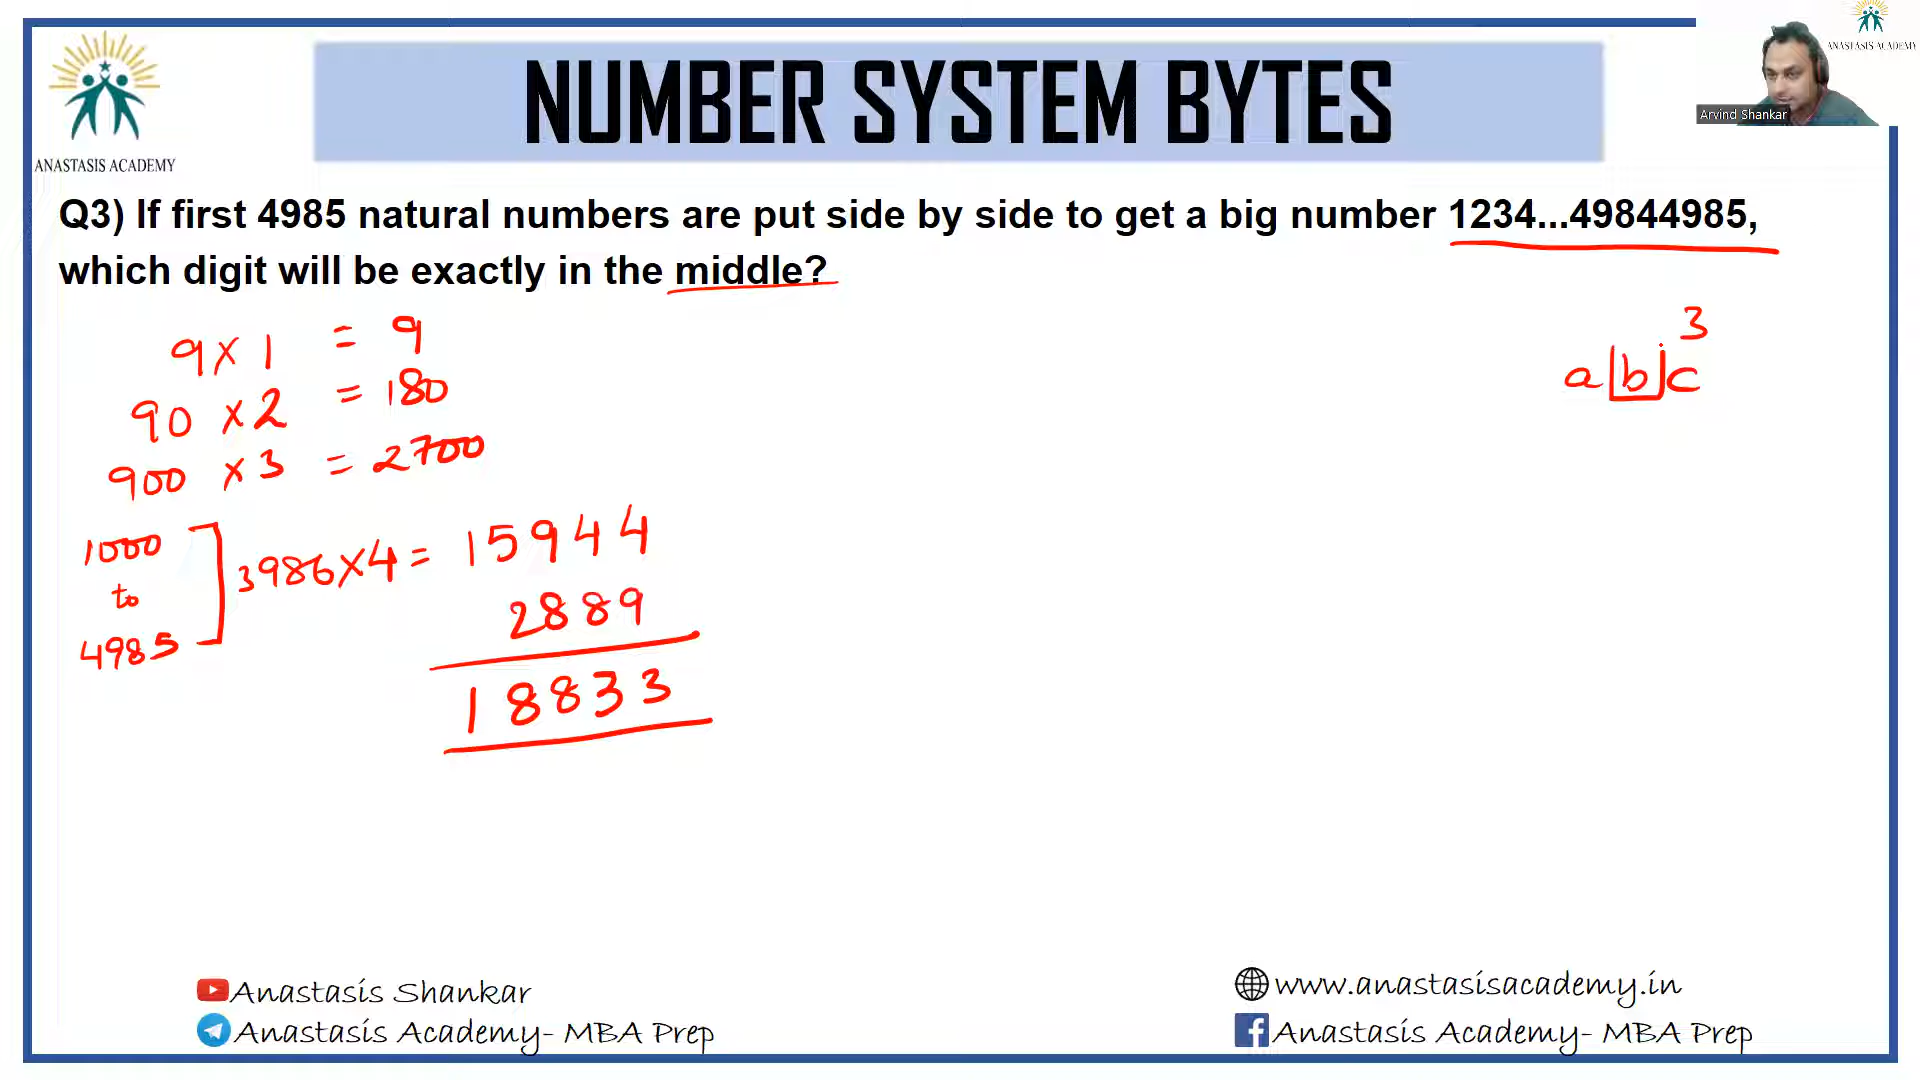 NUMBER SYSTEM BYTES
ANASTASIS ACADEMY
ANASTASIS ACADEMY
Arvind Shankar
Q3) If first 4985 natural numbers are put side by side to get a big number 1234...49844985,
which digit will be exactly in the middle?
9 × 1 = 9
90 × 2 = 180
900 × 3 = 2700
1000
to
4985
3986 × 4 = 15944
2889
18833
3
a b c
Anastasis Shankar
Anastasis Academy- MBA Prep
www.anastasisacademy.in
Anastasis Academy- MBA Prep